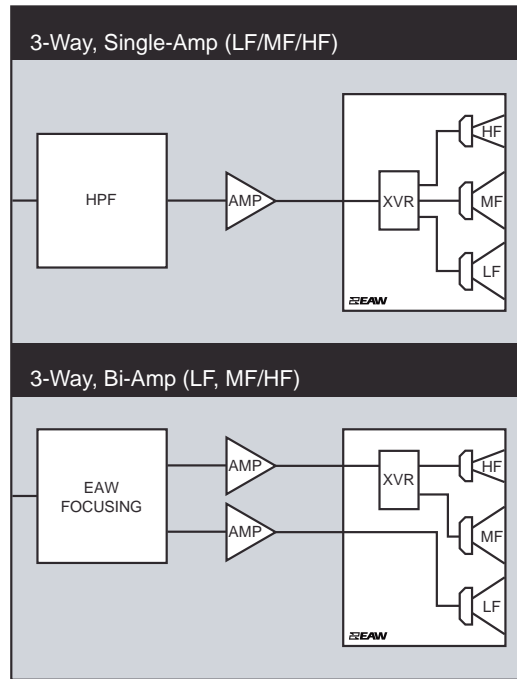 3-Way, Single-Amp (LF/MF/HF)
HPF
AMP
XVR
HF
MF
LF
EAW
3-Way, Bi-Amp (LF, MF/HF)
EAW
FOCUSING
AMP
AMP
XVR
HF
MF
LF
EAW